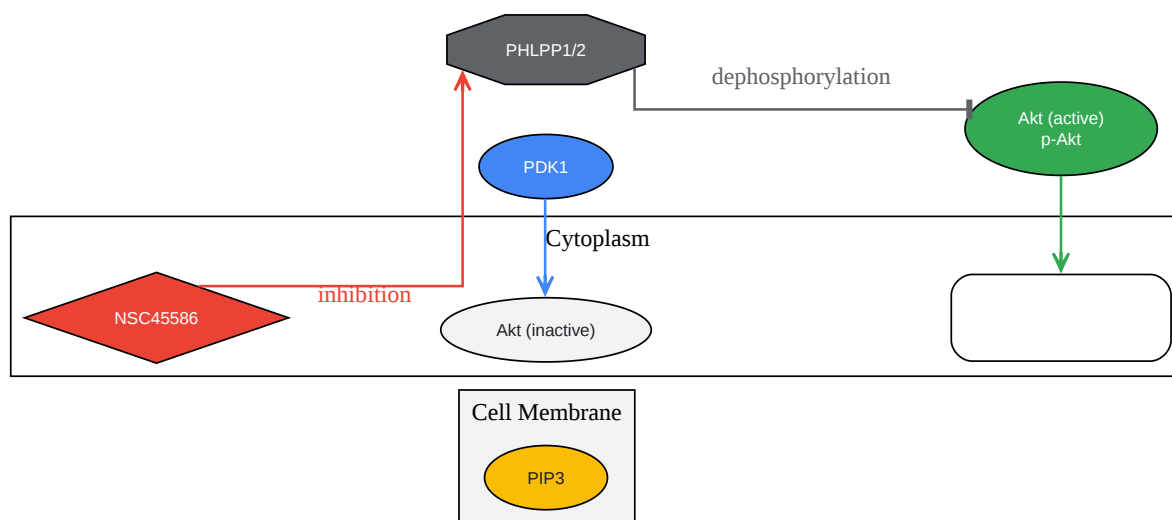 PHLPP1/2
dephosphorylation
Akt (active)
p-Akt
PDK1
Cytoplasm
inhibition
NSC45586
Akt (inactive)
Cell Membrane
PIP3